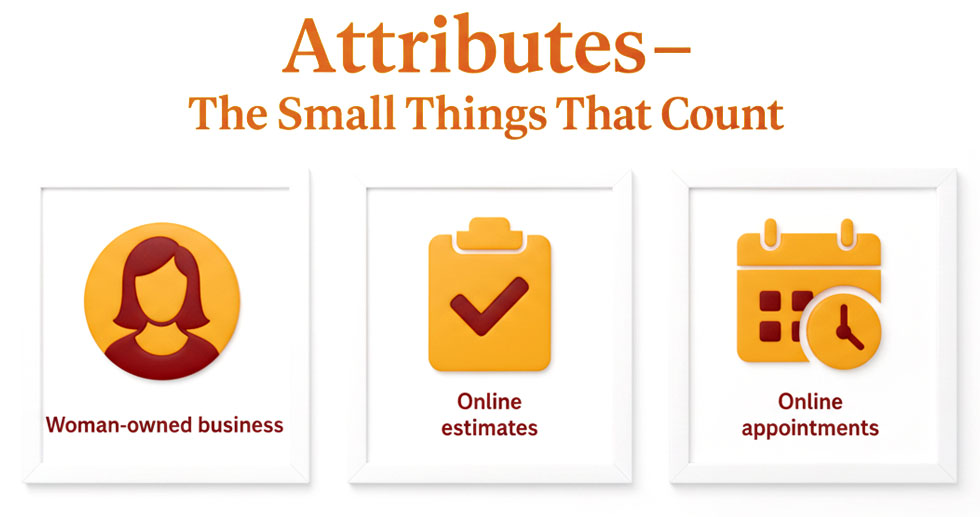 Attributes–
The Small Things That Count
Woman-owned business
Online
estimates
Online
appointments